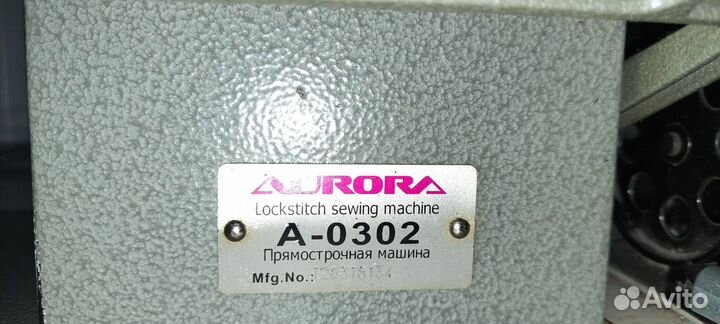 AURORA
Lockstitch sewing machine
A-0302
Прямострочная машина
Mfg.No.:
Avito